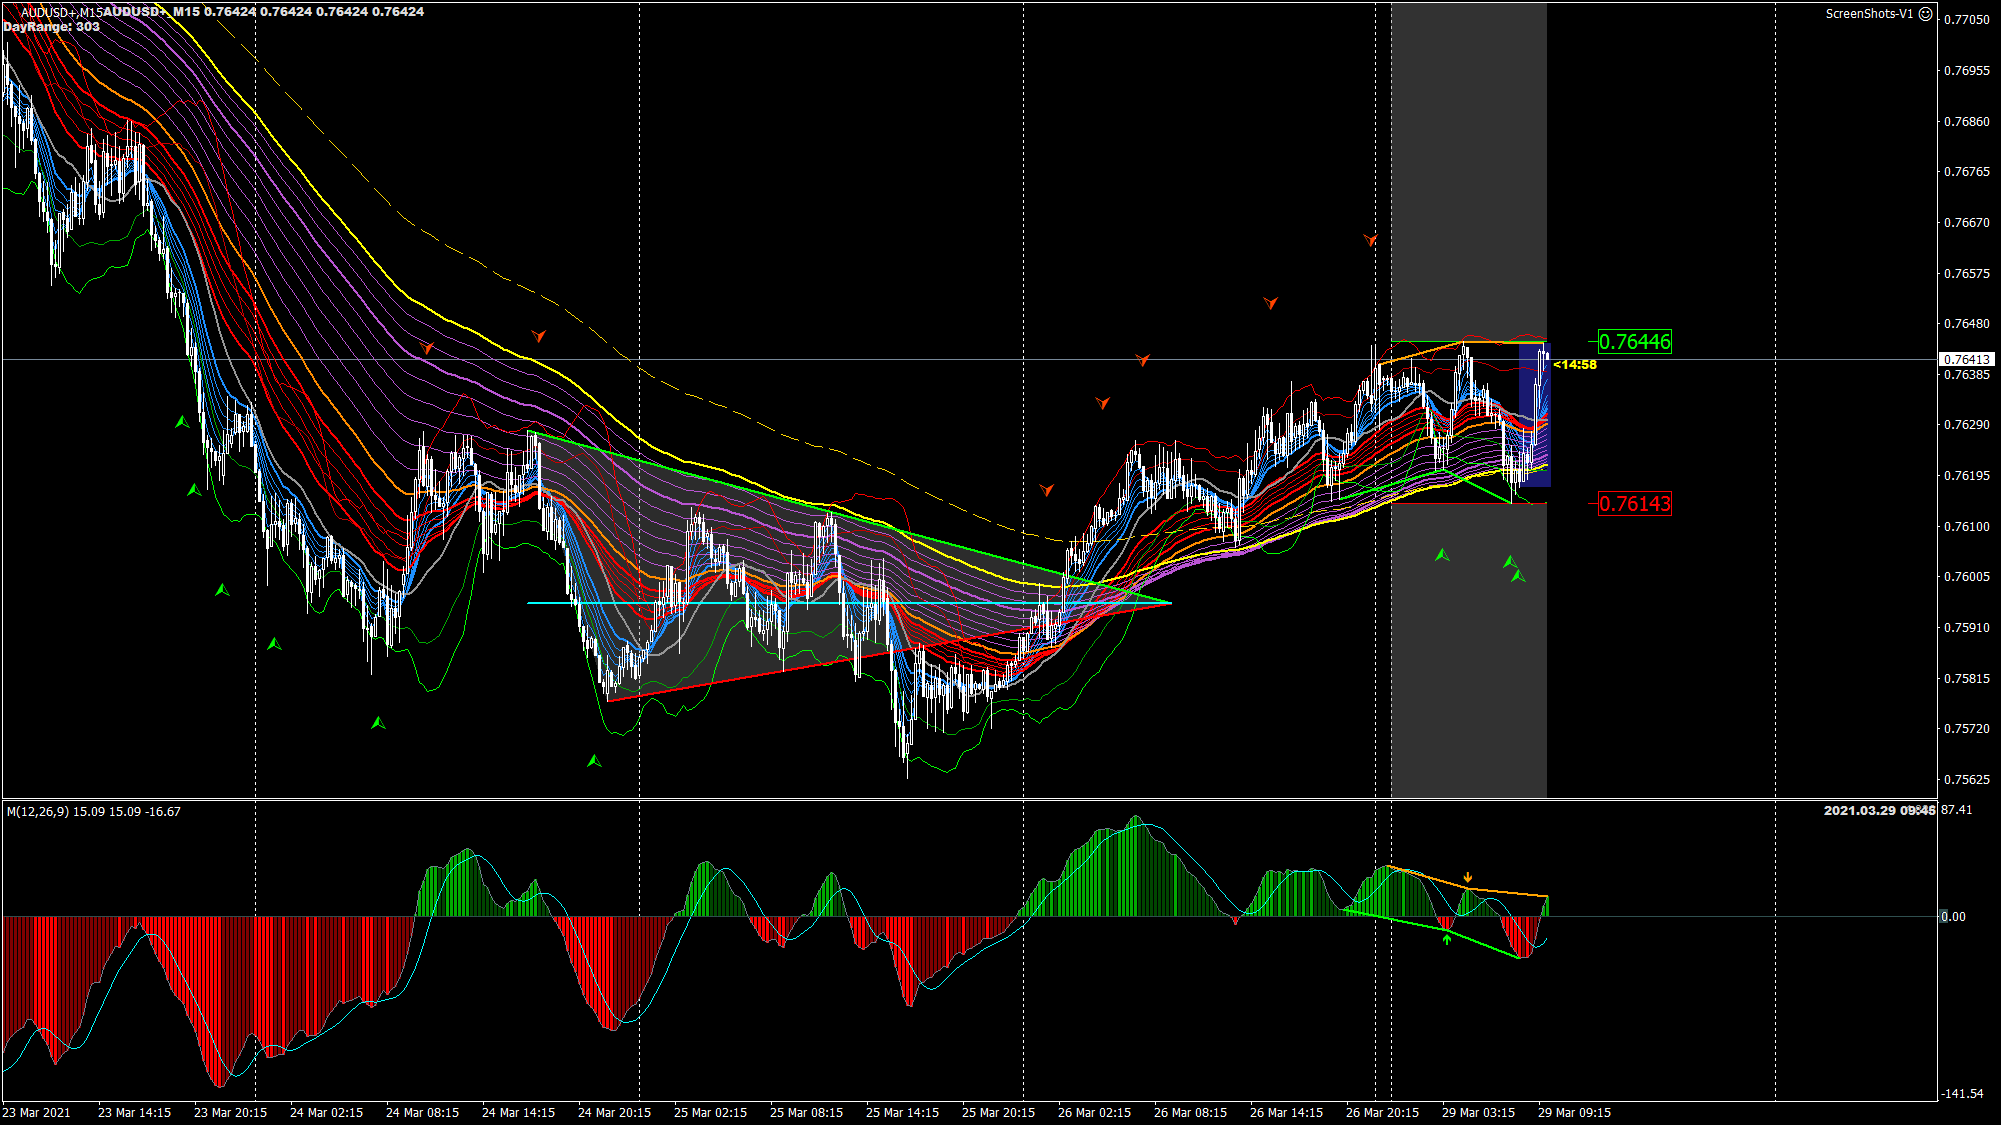 AUDUSD+,M15AUDUSD+, M15 0.76424 0.76424 0.76424 0.76424
DayRange: 303
ScreenShots-V1
0.77050
0.76955
0.76860
0.76765
0.76670
0.76575
0.76480
0.76446
0.76413
<14:58
0.76385
0.76290
0.76195
0.76143
0.76100
0.76005
0.75910
0.75815
0.75720
0.75625
M(12,26,9) 15.09 15.09 -16.67
2021.03.29 09:45
87.41
0.00
-141.54
23 Mar 2021
23 Mar 14:15
23 Mar 20:15
24 Mar 02:15
24 Mar 08:15
24 Mar 14:15
24 Mar 20:15
25 Mar 02:15
25 Mar 08:15
25 Mar 14:15
25 Mar 20:15
26 Mar 02:15
26 Mar 08:15
26 Mar 14:15
26 Mar 20:15
29 Mar 03:15
29 Mar 09:15